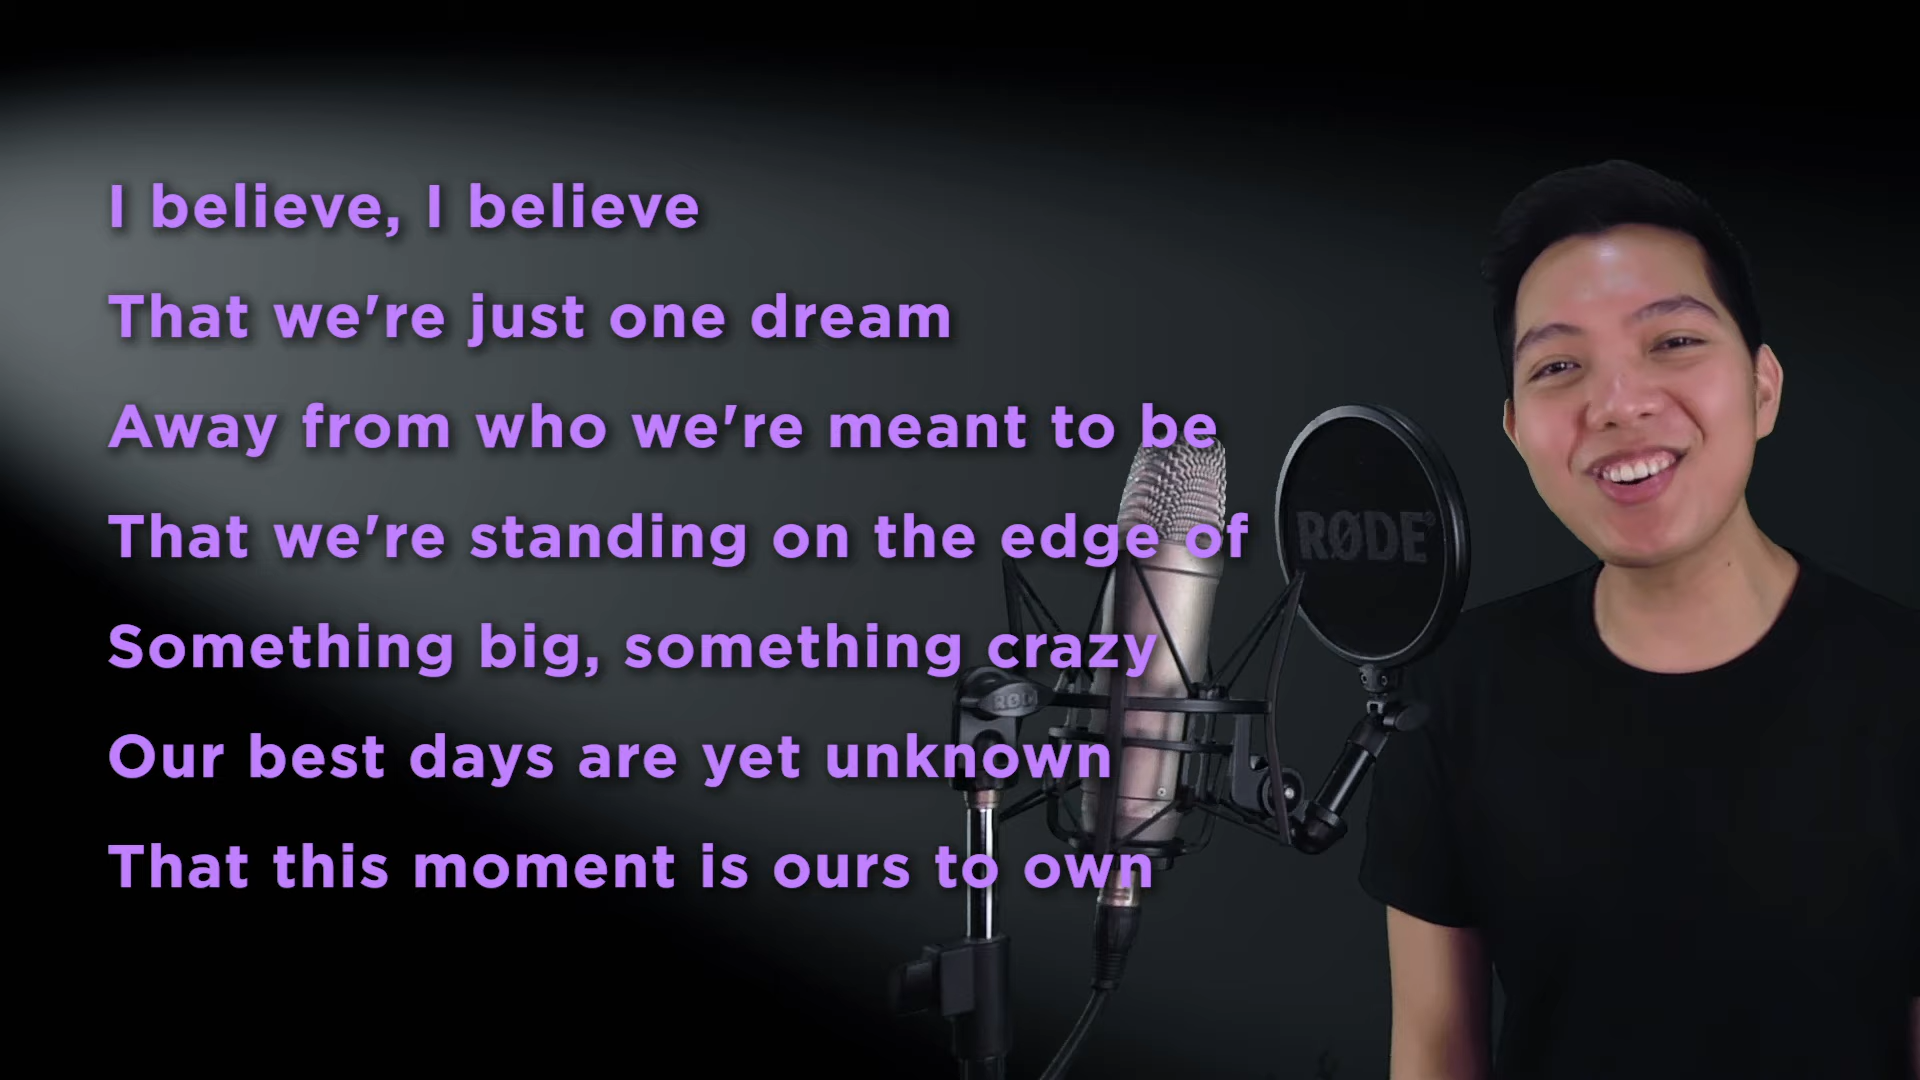 I believe, I believe
That we're just one dream
Away from who we're meant to be
That we're standing on the edge of
Something big, something crazy
Our best days are yet unknown
That this moment is ours to own
RØDE
RØD